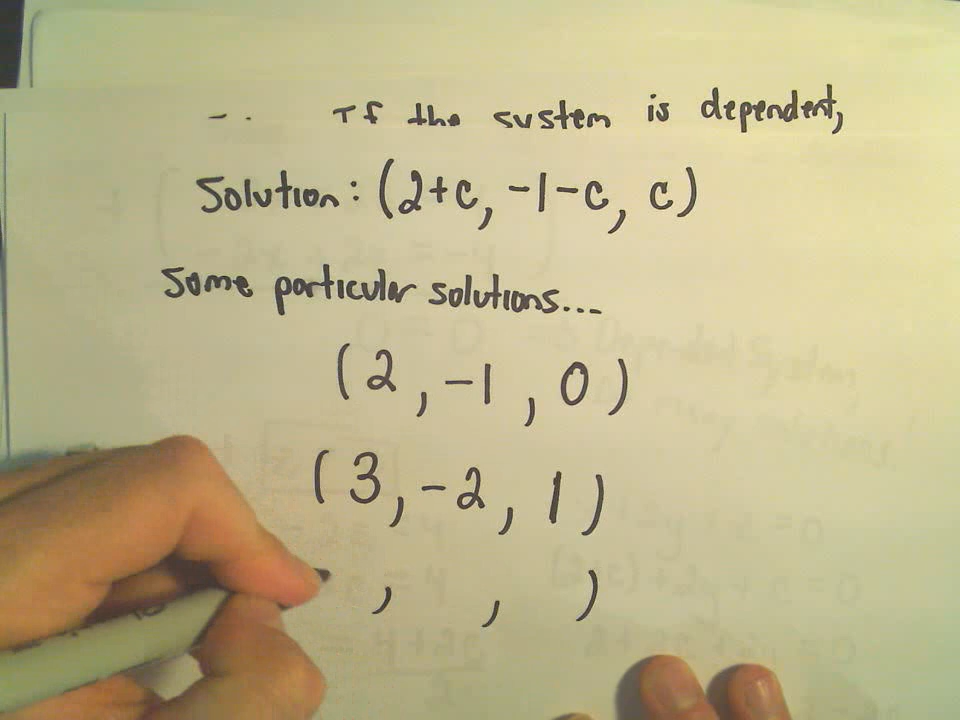 -. If the system is dependent,
Solution: (2+c, -1-c, c)
Some particular solutions...
(2, -1, 0)
(3, -2, 1)
, , )